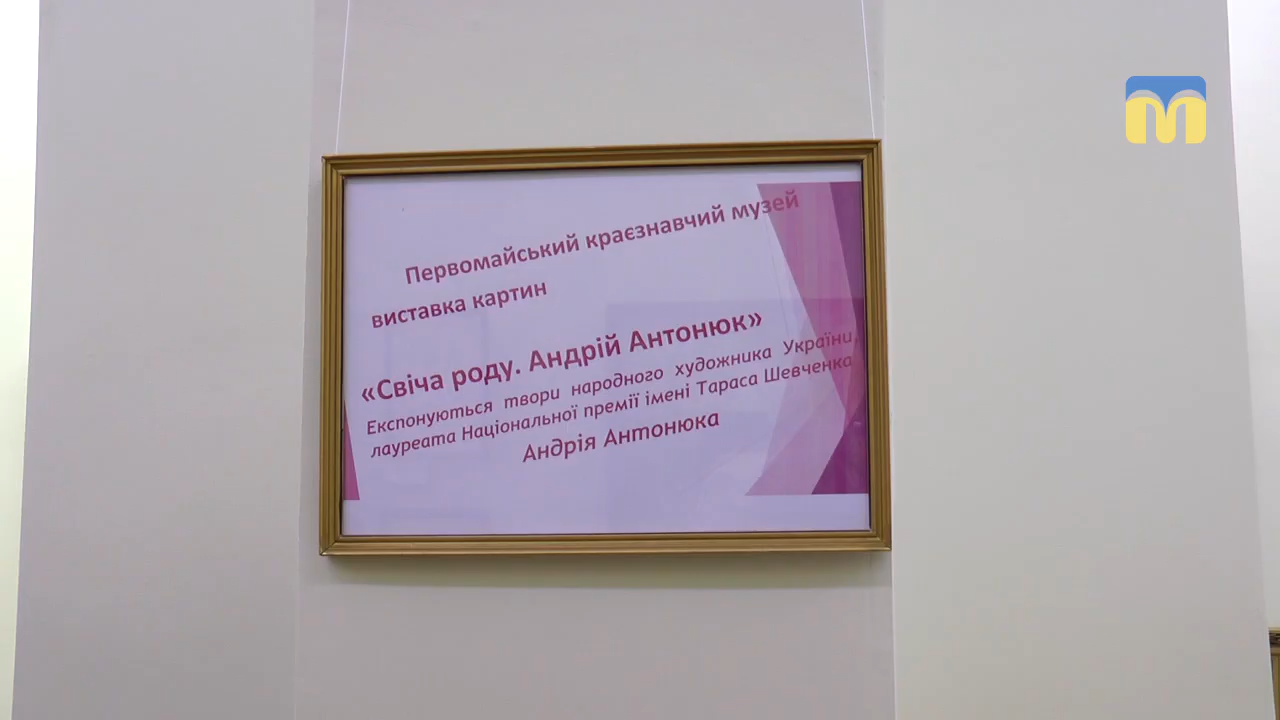 Первомайський краєзнавчий музей
виставка картин
«Свіча роду. Андрій Антонюк»
Експонуються твори народного художника України,
лауреата Національної премії імені Тараса Шевченка
Андрія Антонюка